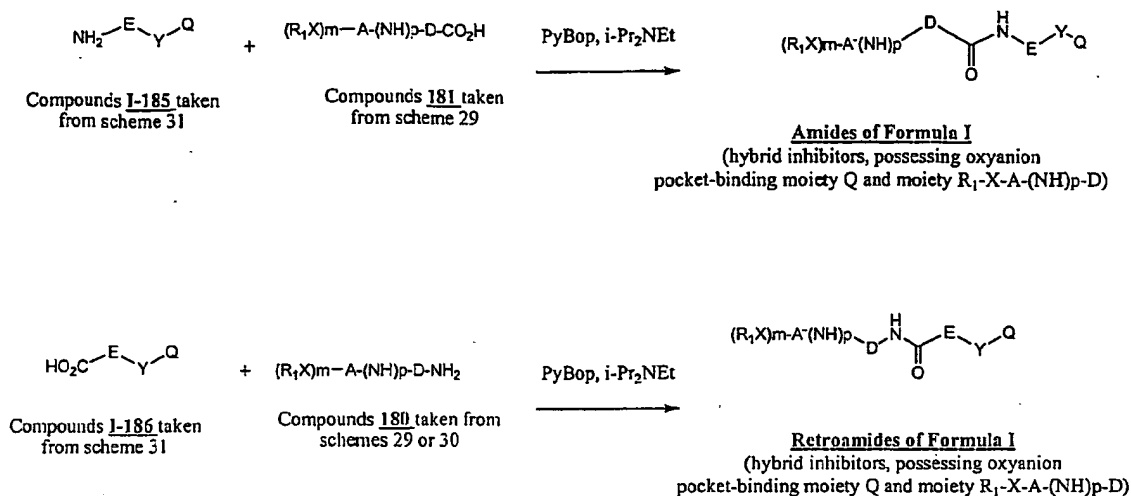 NH2-E-Y-Q + (R1X)m-A-(NH)p-D-CO2H
PyBop, i-Pr2NEt
(R1X)m-A-(NH)p-D-C(=O)-NH-E-Y-Q
Compounds I-185 taken
from scheme 31
Compounds 181 taken
from scheme 29
Amides of Formula I
(hybrid inhibitors, possessing oxyanion
pocket-binding moiety Q and moiety R1-X-A-(NH)p-D)
HO2C-E-Y-Q + (R1X)m-A-(NH)p-D-NH2
PyBop, i-Pr2NEt
(R1X)m-A-(NH)p-D-NH-C(=O)-E-Y-Q
Compounds I-186 taken
from scheme 31
Compounds 180 taken from
schemes 29 or 30
Retroamides of Formula I
(hybrid inhibitors, possessing oxyanion
pocket-binding moiety Q and moiety R1-X-A-(NH)p-D)